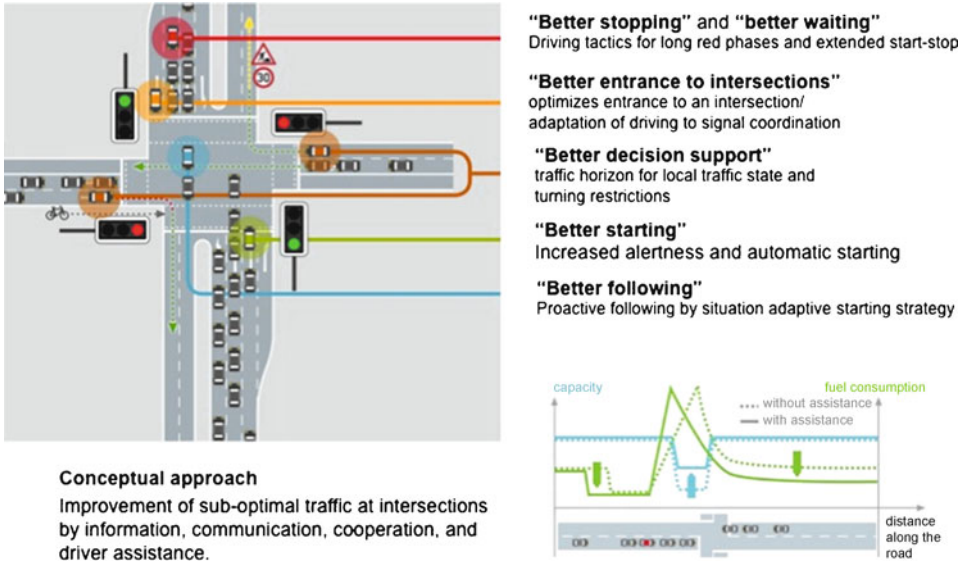 “Better stopping” and “better waiting”
Driving tactics for long red phases and extended start-stop
“Better entrance to intersections”
optimizes entrance to an intersection/
adaptation of driving to signal coordination
“Better decision support”
traffic horizon for local traffic state and
turning restrictions
“Better starting”
Increased alertness and automatic starting
“Better following”
Proactive following by situation adaptive starting strategy
30
capacity
fuel consumption
without assistance
with assistance
distance
along the
road
Conceptual approach
Improvement of sub-optimal traffic at intersections
by information, communication, cooperation, and
driver assistance.